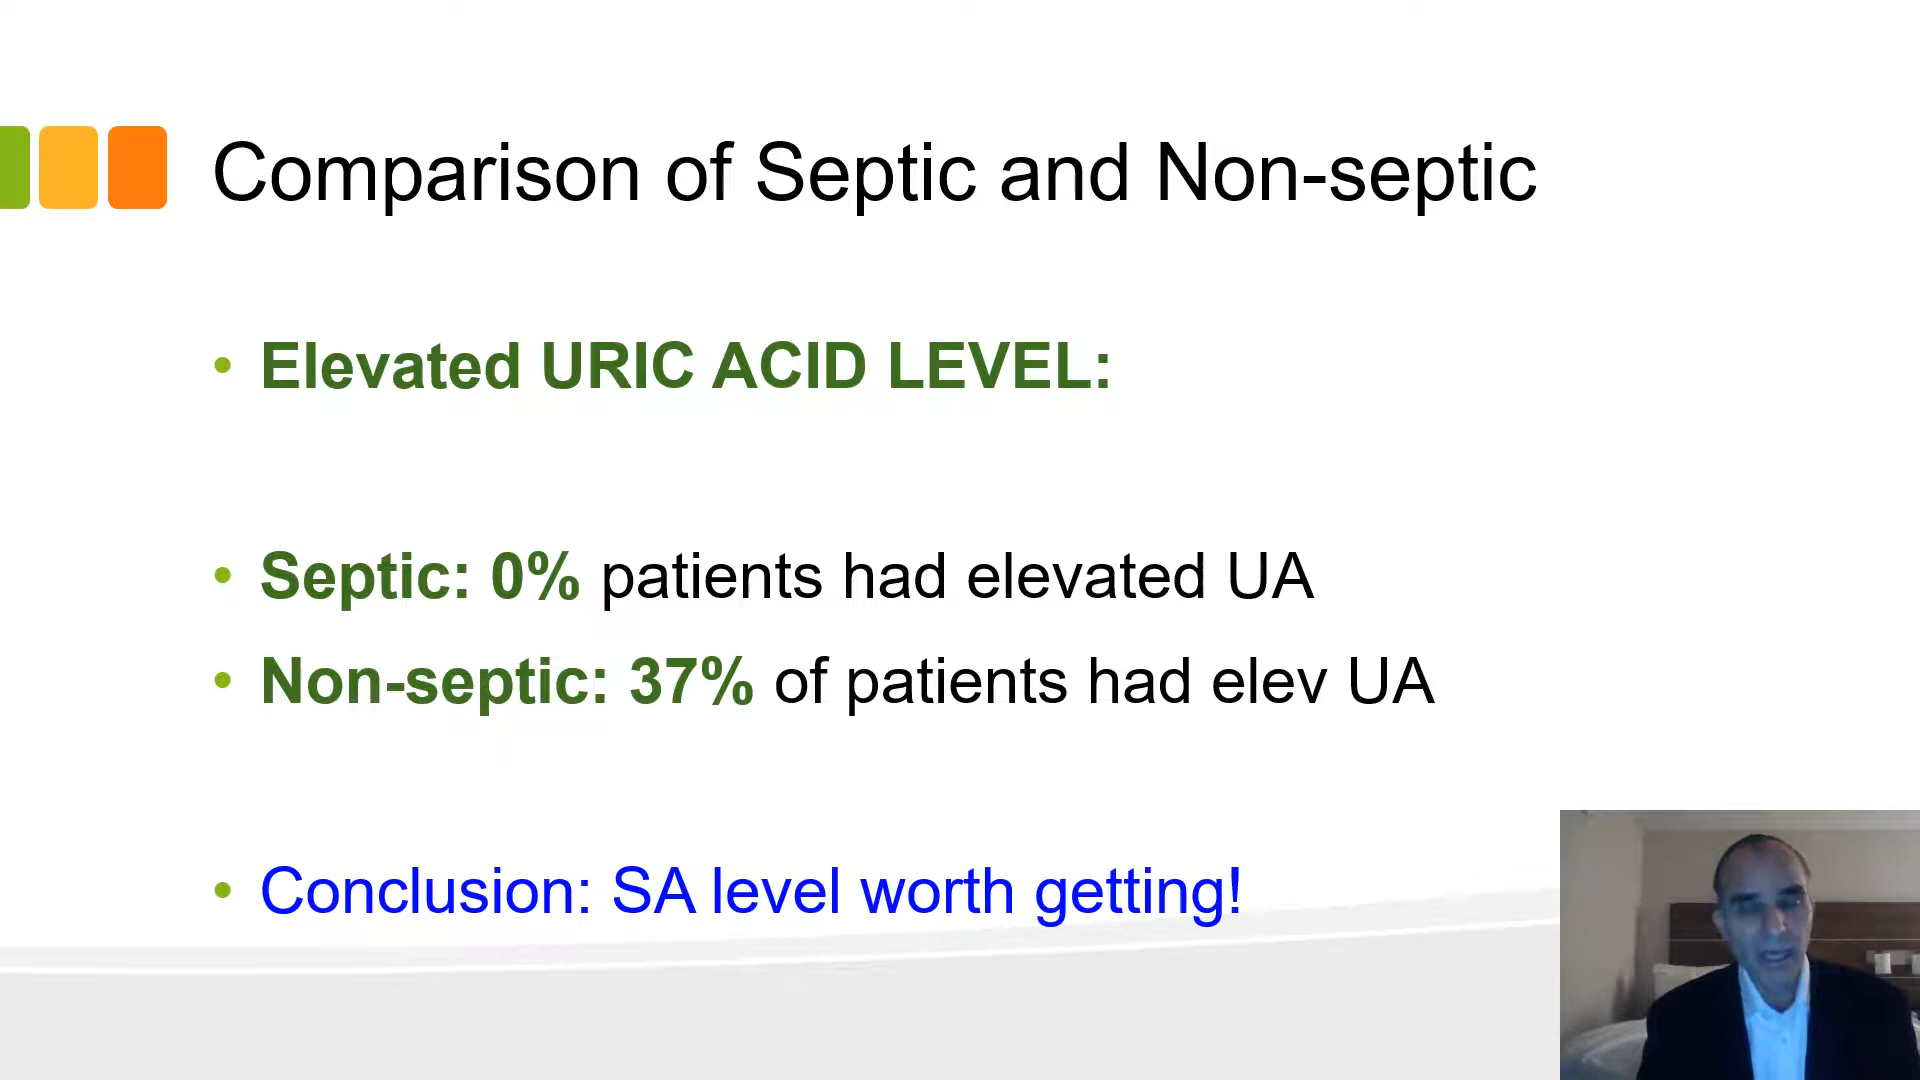 Comparison of Septic and Non-septic
• Elevated URIC ACID LEVEL:
• Septic: 0% patients had elevated UA
• Non-septic: 37% of patients had elev UA
• Conclusion: SA level worth getting!